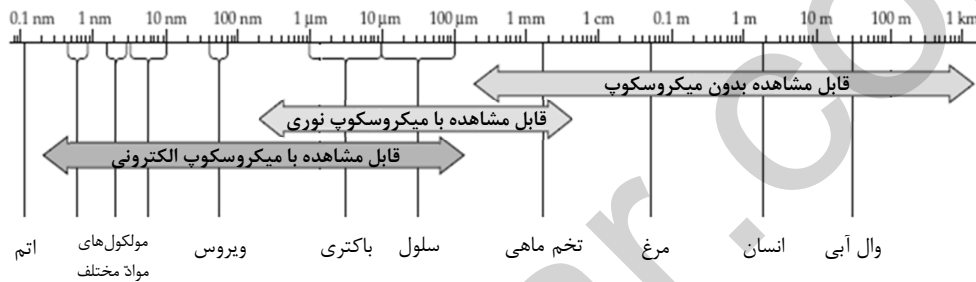 0.1 nm 1 nm 10 nm 100 nm 1 μm 10 μm 100 μm 1 mm 1 cm 0.1 m 1 m 10 m 100 m 1 km
قابل مشاهده بدون میکروسکوپ
قابل مشاهده با میکروسکوپ نوری
قابل مشاهده با میکروسکوپ الکترونی
اتم مولکول‌های ویروس باکتری سلول تخم ماهی مرغ انسان وال آبی
موادّ مختلف